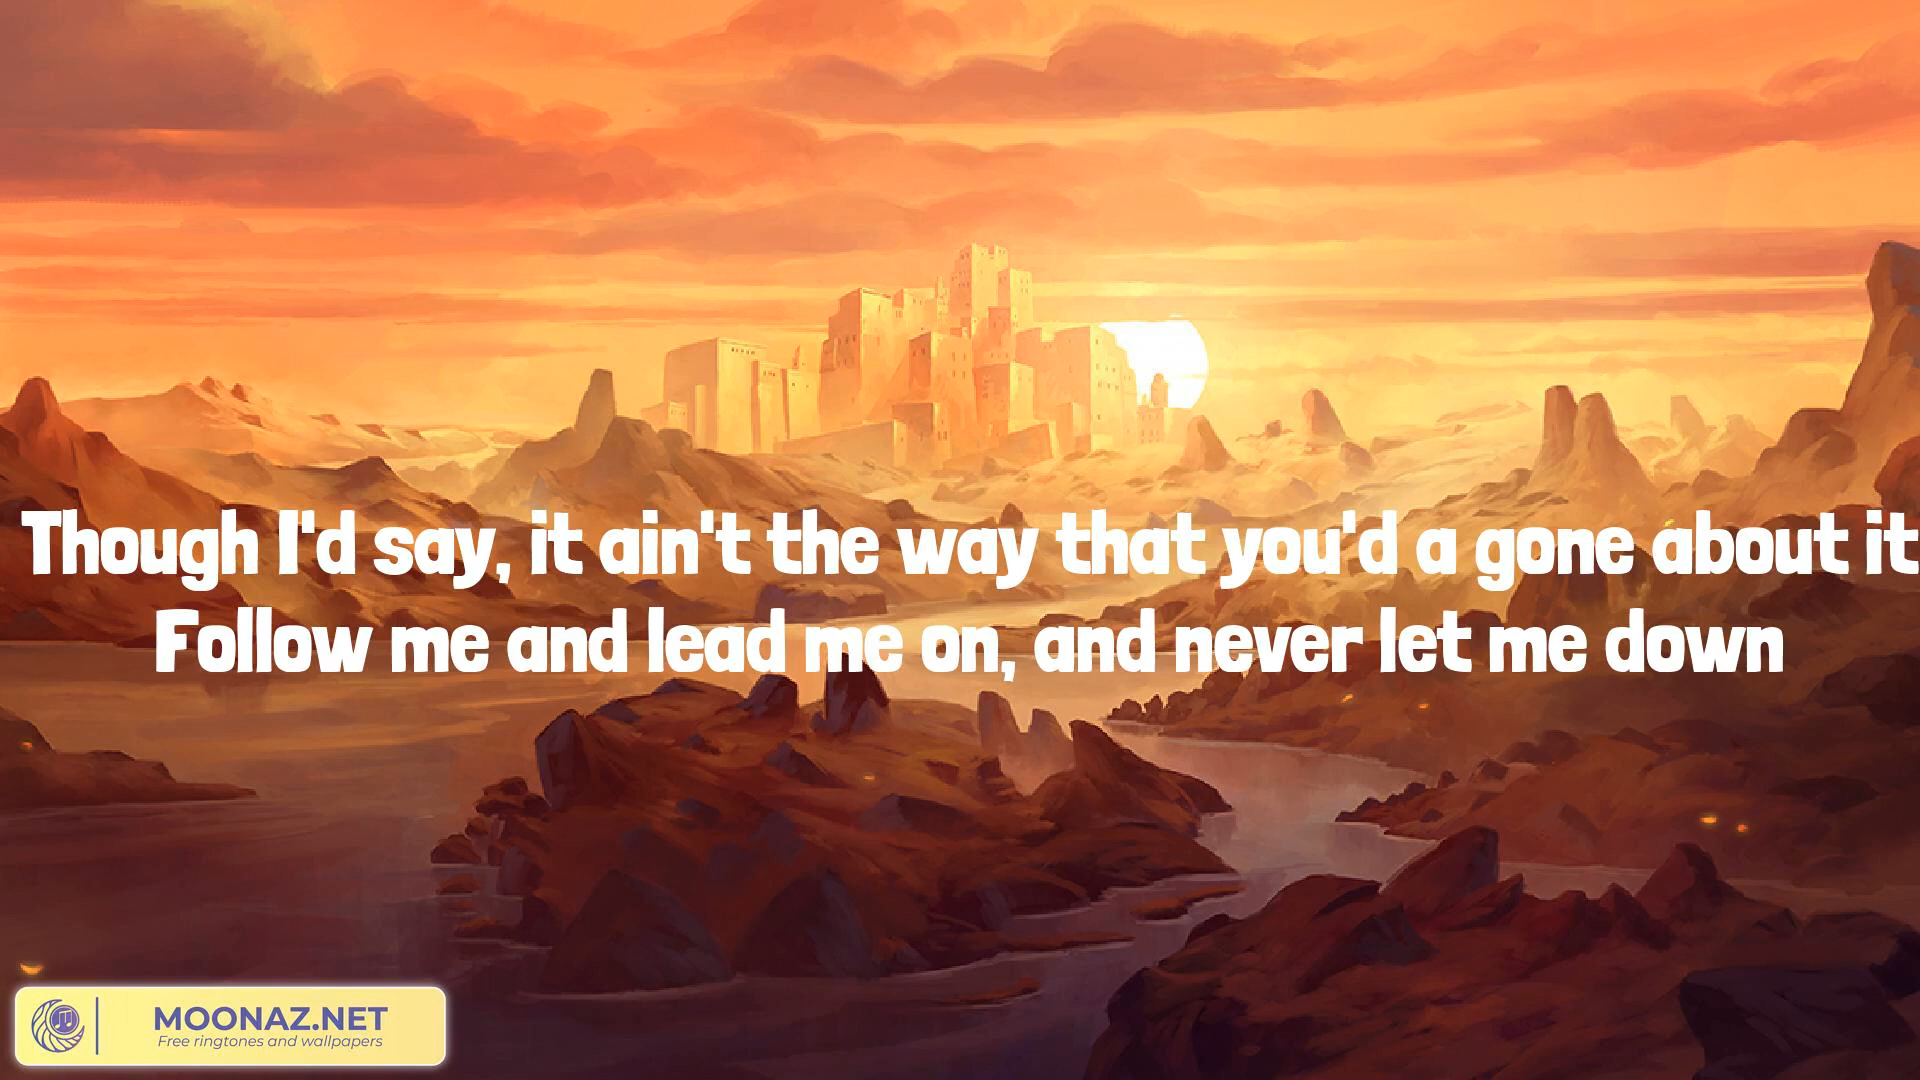 Though I'd say, it ain't the way that you'd a gone about it
Follow me and lead me on, and never let me down
MOONAZ.NET
Free ringtones and wallpapers